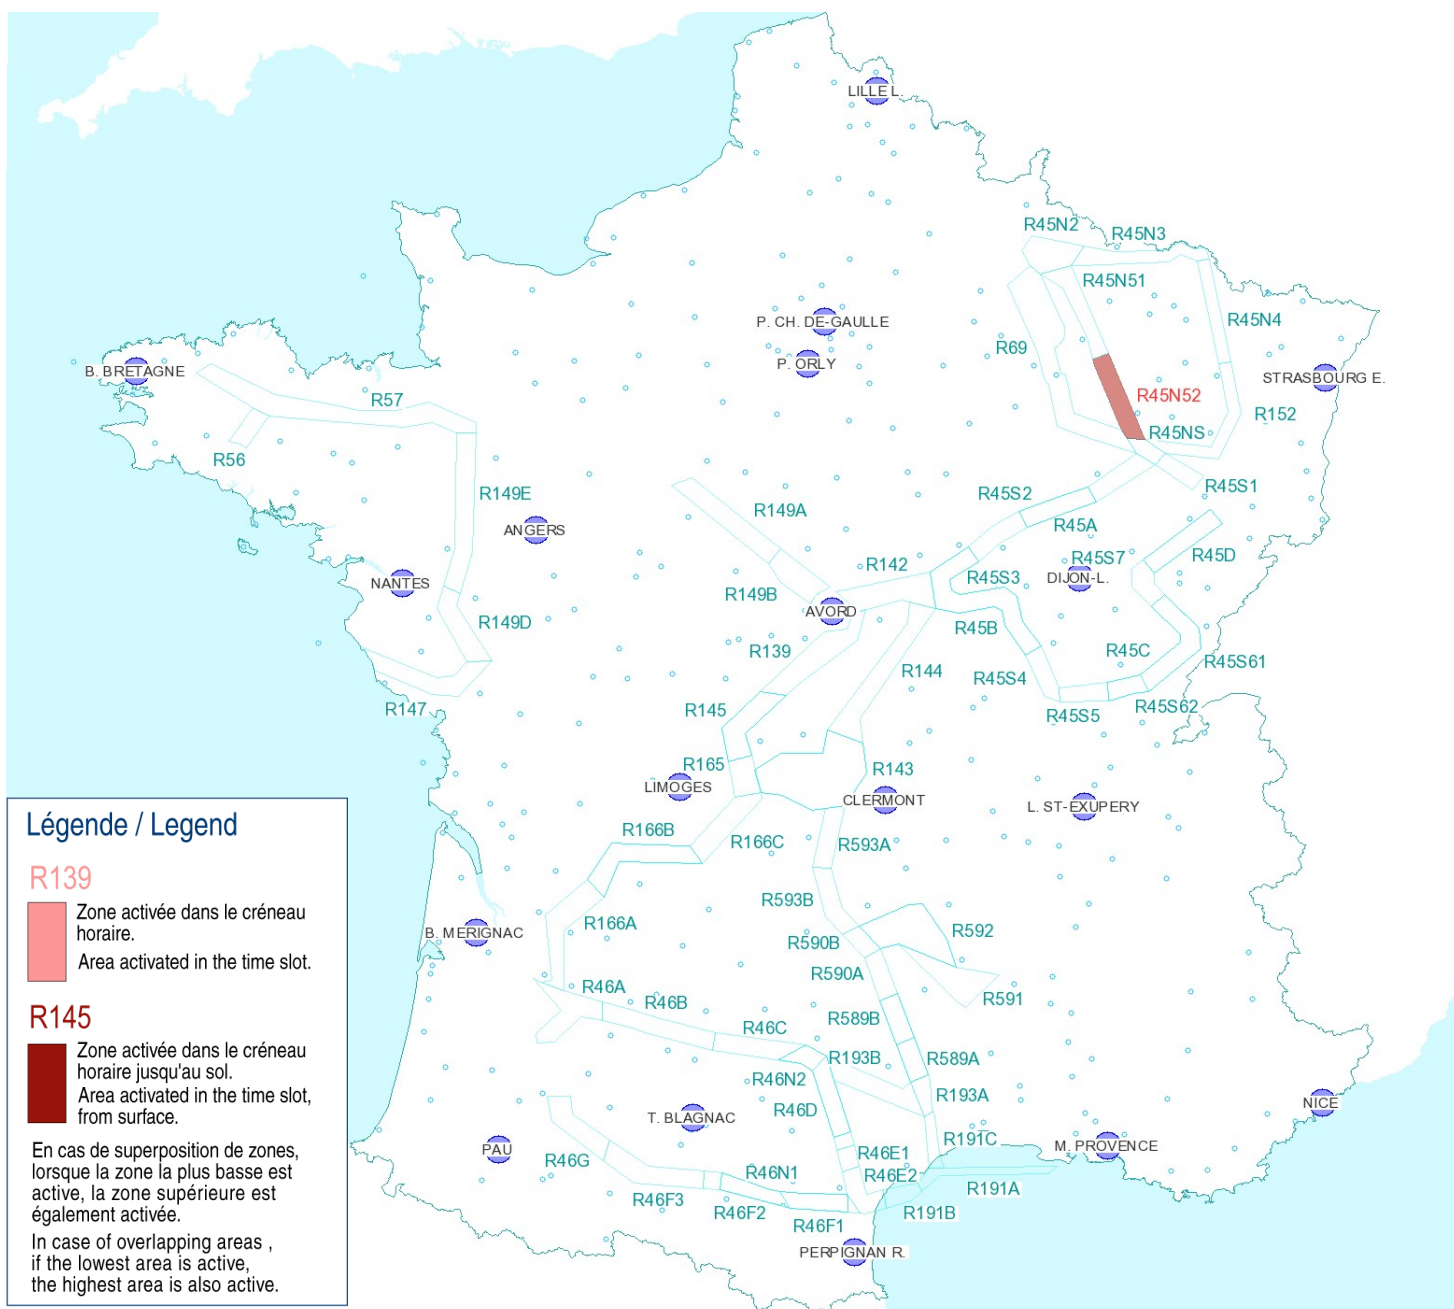 LILLE L.
R45N2
R45N3
R45N51
P. CH. DE-GAULLE
R45N4
R69
P. ORLY
B. BRETAGNE
STRASBOURG E.
R57
R45N52
R152
R45NS
R56
R149E
R45S2
R45S1
R149A
R45A
ANGERS
R45S7
R45D
R142
NANTES
R45S3
DIJON-L.
R149B
AVORD
R149D
R45B
R139
R45C
R45S61
R144
R45S4
R147
R145
R45S5
R45S62
R165
R143
LIMOGES
CLERMONT
L. ST-EXUPERY
R166B
R166C
R593A
R593B
R166A
B. MERIGNAC
R592
R590B
R590A
R46A
R46B
R591
R46C
R589B
R193B
R589A
R46N2
R193A
R46D
NICE
T. BLAGNAC
R191C
PAU
M. PROVENCE
R46E1
R46G
R46N1
R46E2
R46F3
R191A
R46F2
R191B
R46F1
PERPIGNAN R.
Légende / Legend
R139
Zone activée dans le créneau
horaire.
Area activated in the time slot.
R145
Zone activée dans le créneau
horaire jusqu'au sol.
Area activated in the time slot,
from surface.
En cas de superposition de zones,
lorsque la zone la plus basse est
active, la zone supérieure est
également activée.
In case of overlapping areas ,
if the lowest area is active,
the highest area is also active.